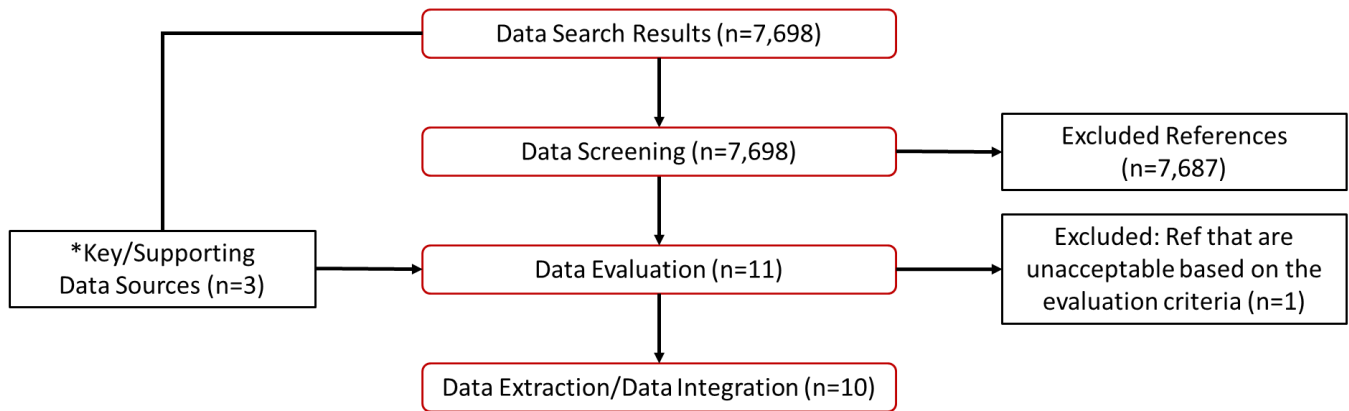 Data Search Results (n=7,698)
Data Screening (n=7,698)
Excluded References
(n=7,687)
*Key/Supporting
Data Sources (n=3)
Data Evaluation (n=11)
Excluded: Ref that are
unacceptable based on the
evaluation criteria (n=1)
Data Extraction/Data Integration (n=10)